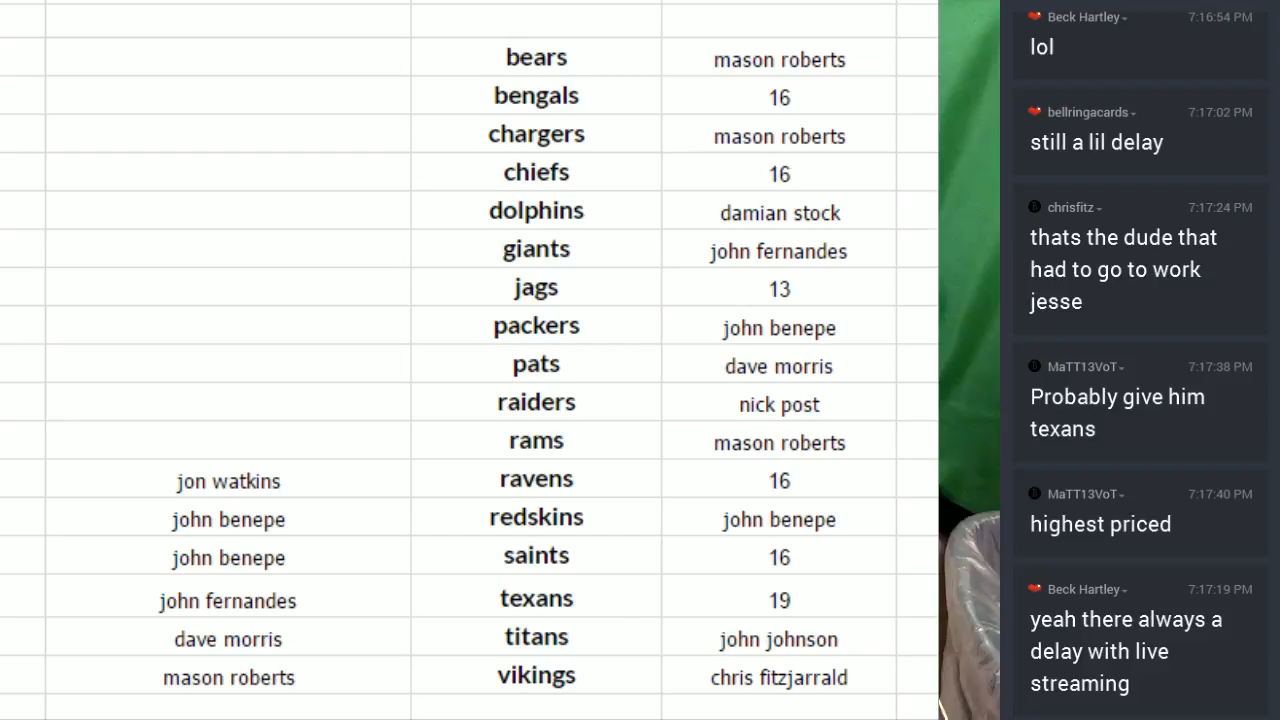 bears mason roberts
bengals 16
chargers mason roberts
chiefs 16
dolphins damian stock
giants john fernandes
jags 13
packers john benepe
pats dave morris
raiders nick post
rams mason roberts
jon watkins ravens 16
john benepe redskins john benepe
john benepe saints 16
john fernandes texans 19
dave morris titans john johnson
mason roberts vikings chris fitzjarrald
Beck Hartley 7:16:54 PM
lol
bellringacards 7:17:02 PM
still a lil delay
chrisfitz 7:17:24 PM
thats the dude that
had to go to work
jesse
MaTT13VoT 7:17:38 PM
Probably give him
texans
MaTT13VoT 7:17:40 PM
highest priced
Beck Hartley 7:17:19 PM
yeah there always a
delay with live
streaming